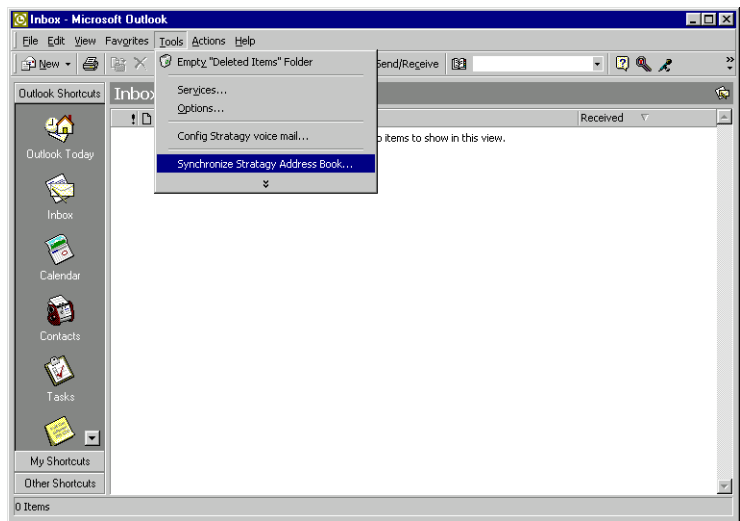 Inbox - Microsoft Outlook
File Edit View Favorites Tools Actions Help
New Send/Receive
Empty "Deleted Items" Folder
Services...
Options...
Config Stratagy voice mail...
Synchronize Stratagy Address Book...
Outlook Shortcuts
Received
items to show in this view.
Outlook Today
Inbox
Calendar
Contacts
Tasks
My Shortcuts
Other Shortcuts
0 Items